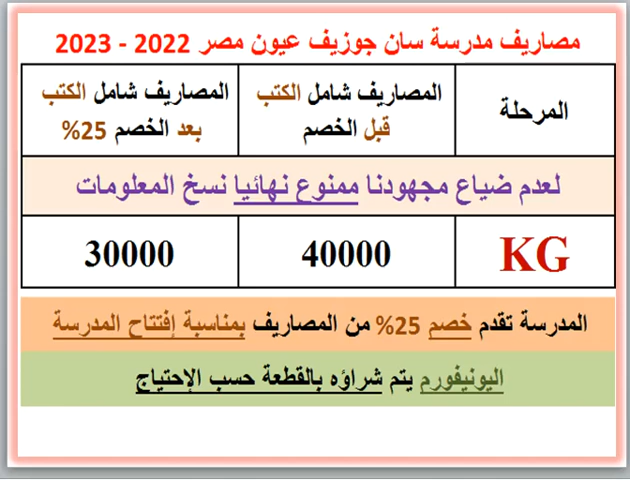 مصاريف مدرسة سان جوزيف عيون مصر 2022 - 2023
المرحلة
المصاريف شامل الكتب
قبل الخصم
المصاريف شامل الكتب
بعد الخصم 25%
لعدم ضياع مجهودنا ممنوع نهائيا نسخ المعلومات
KG
40000
30000
المدرسة تقدم خصم 25% من المصاريف بمناسبة إفتتاح المدرسة
اليونيفورم يتم شراؤه بالقطعة حسب الإحتياج